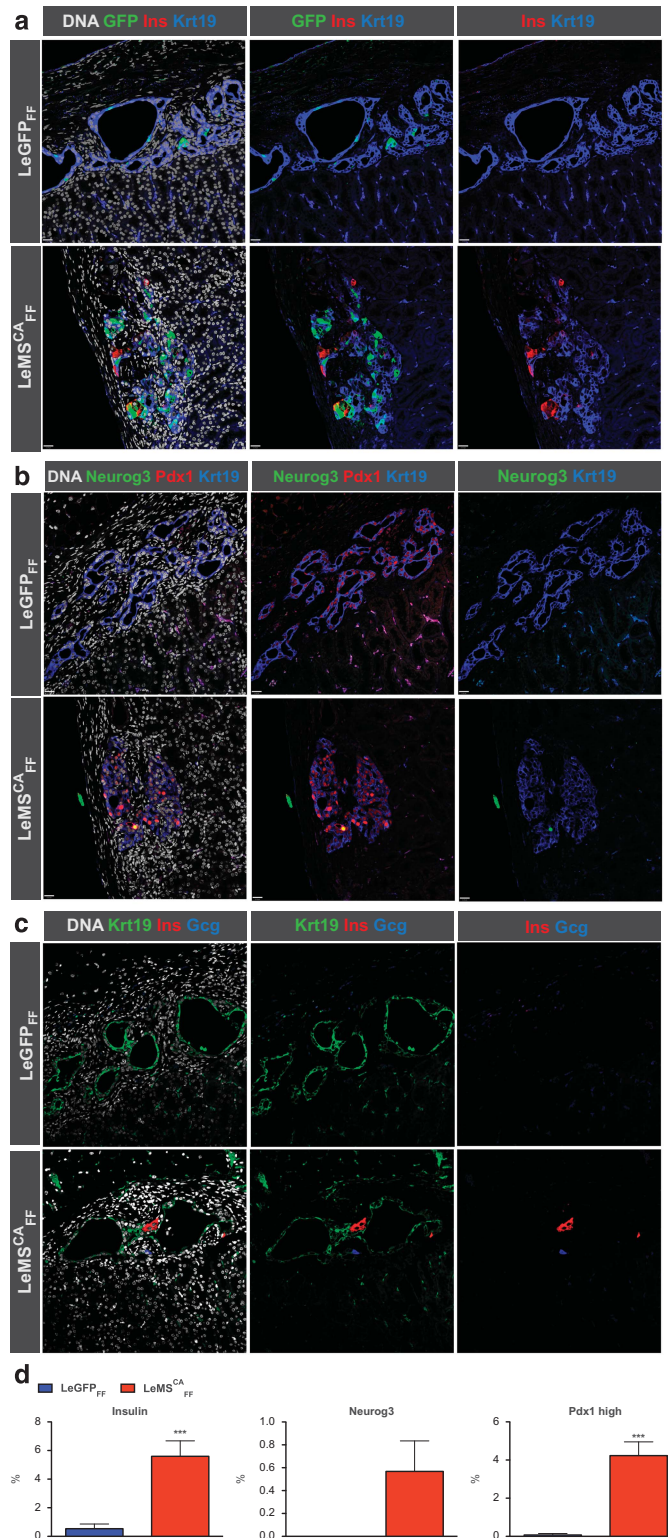 a
DNA GFP Ins Krt19
GFP Ins Krt19
Ins Krt19
LeGFPFF
LeMSCAFF
b
DNA Neurog3 Pdx1 Krt19
Neurog3 Pdx1 Krt19
Neurog3 Krt19
LeGFPFF
LeMSCAFF
c
DNA Krt19 Ins Gcg
Krt19 Ins Gcg
Ins Gcg
LeGFPFF
LeMSCAFF
d
LeGFPFF
LeMSCAFF
Insulin
%
8
6
4
2
0
***
Neurog3
%
1.0
0.8
0.6
0.4
0.2
0.0
Pdx1 high
%
6
4
2
0
***